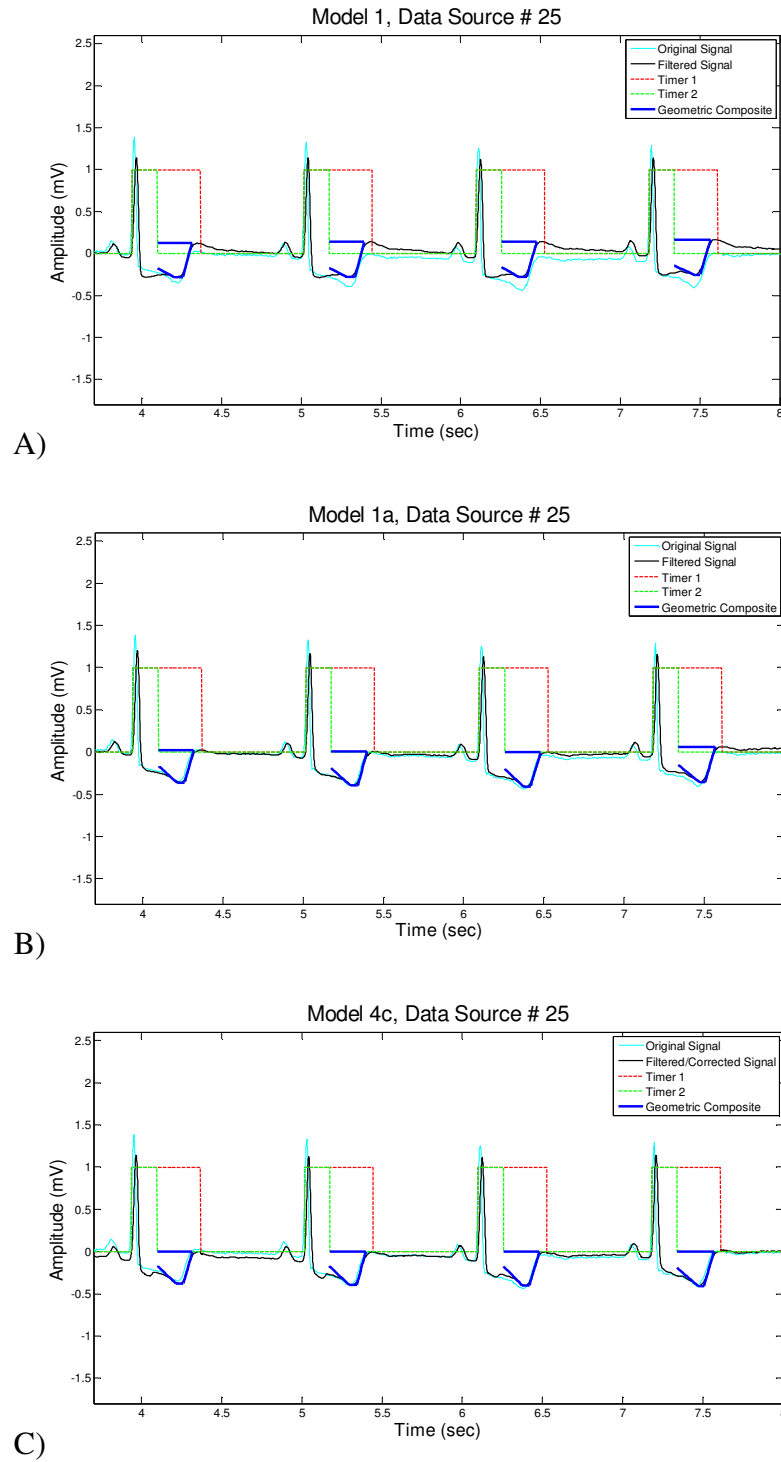 Model 1, Data Source # 25
Original Signal
Filtered Signal
Timer 1
Timer 2
Geometric Composite
Amplitude (mV)
2.5
2
1.5
1
0.5
0
-0.5
-1
-1.5
4 4.5 5 5.5 6 6.5 7 7.5 8
Time (sec)
A)
Model 1a, Data Source # 25
Original Signal
Filtered Signal
Timer 1
Timer 2
Geometric Composite
Amplitude (mV)
2.5
2
1.5
1
0.5
0
-0.5
-1
-1.5
4 4.5 5 5.5 6 6.5 7 7.5
Time (sec)
B)
Model 4c, Data Source # 25
Original Signal
Filtered/Corrected Signal
Timer 1
Timer 2
Geometric Composite
Amplitude (mV)
2.5
2
1.5
1
0.5
0
-0.5
-1
-1.5
4 4.5 5 5.5 6 6.5 7 7.5
Time (sec)
C)